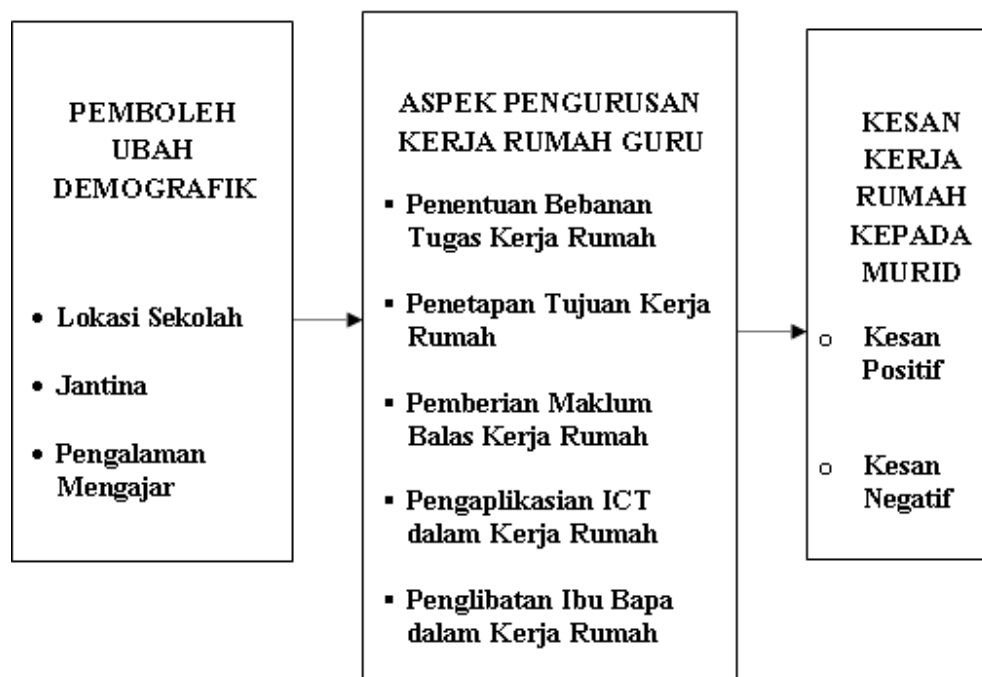 PEMBOLEH
UBAH
DEMOGRAFIK
• Lokasi Sekolah
• Jantina
• Pengalaman
Mengajar
ASPEK PENGURUSAN
KERJA RUMAH GURU
▪ Penentuan Bebanan
Tugas Kerja Rumah
▪ Penetapan Tujuan Kerja
Rumah
▪ Pemberian Maklum
Balas Kerja Rumah
▪ Pengaplikasian ICT
dalam Kerja Rumah
▪ Penglibatan Ibu Bapa
dalam Kerja Rumah
KESAN
KERJA
RUMAH
KEPADA
MURID
o Kesan
Positif
o Kesan
Negatif